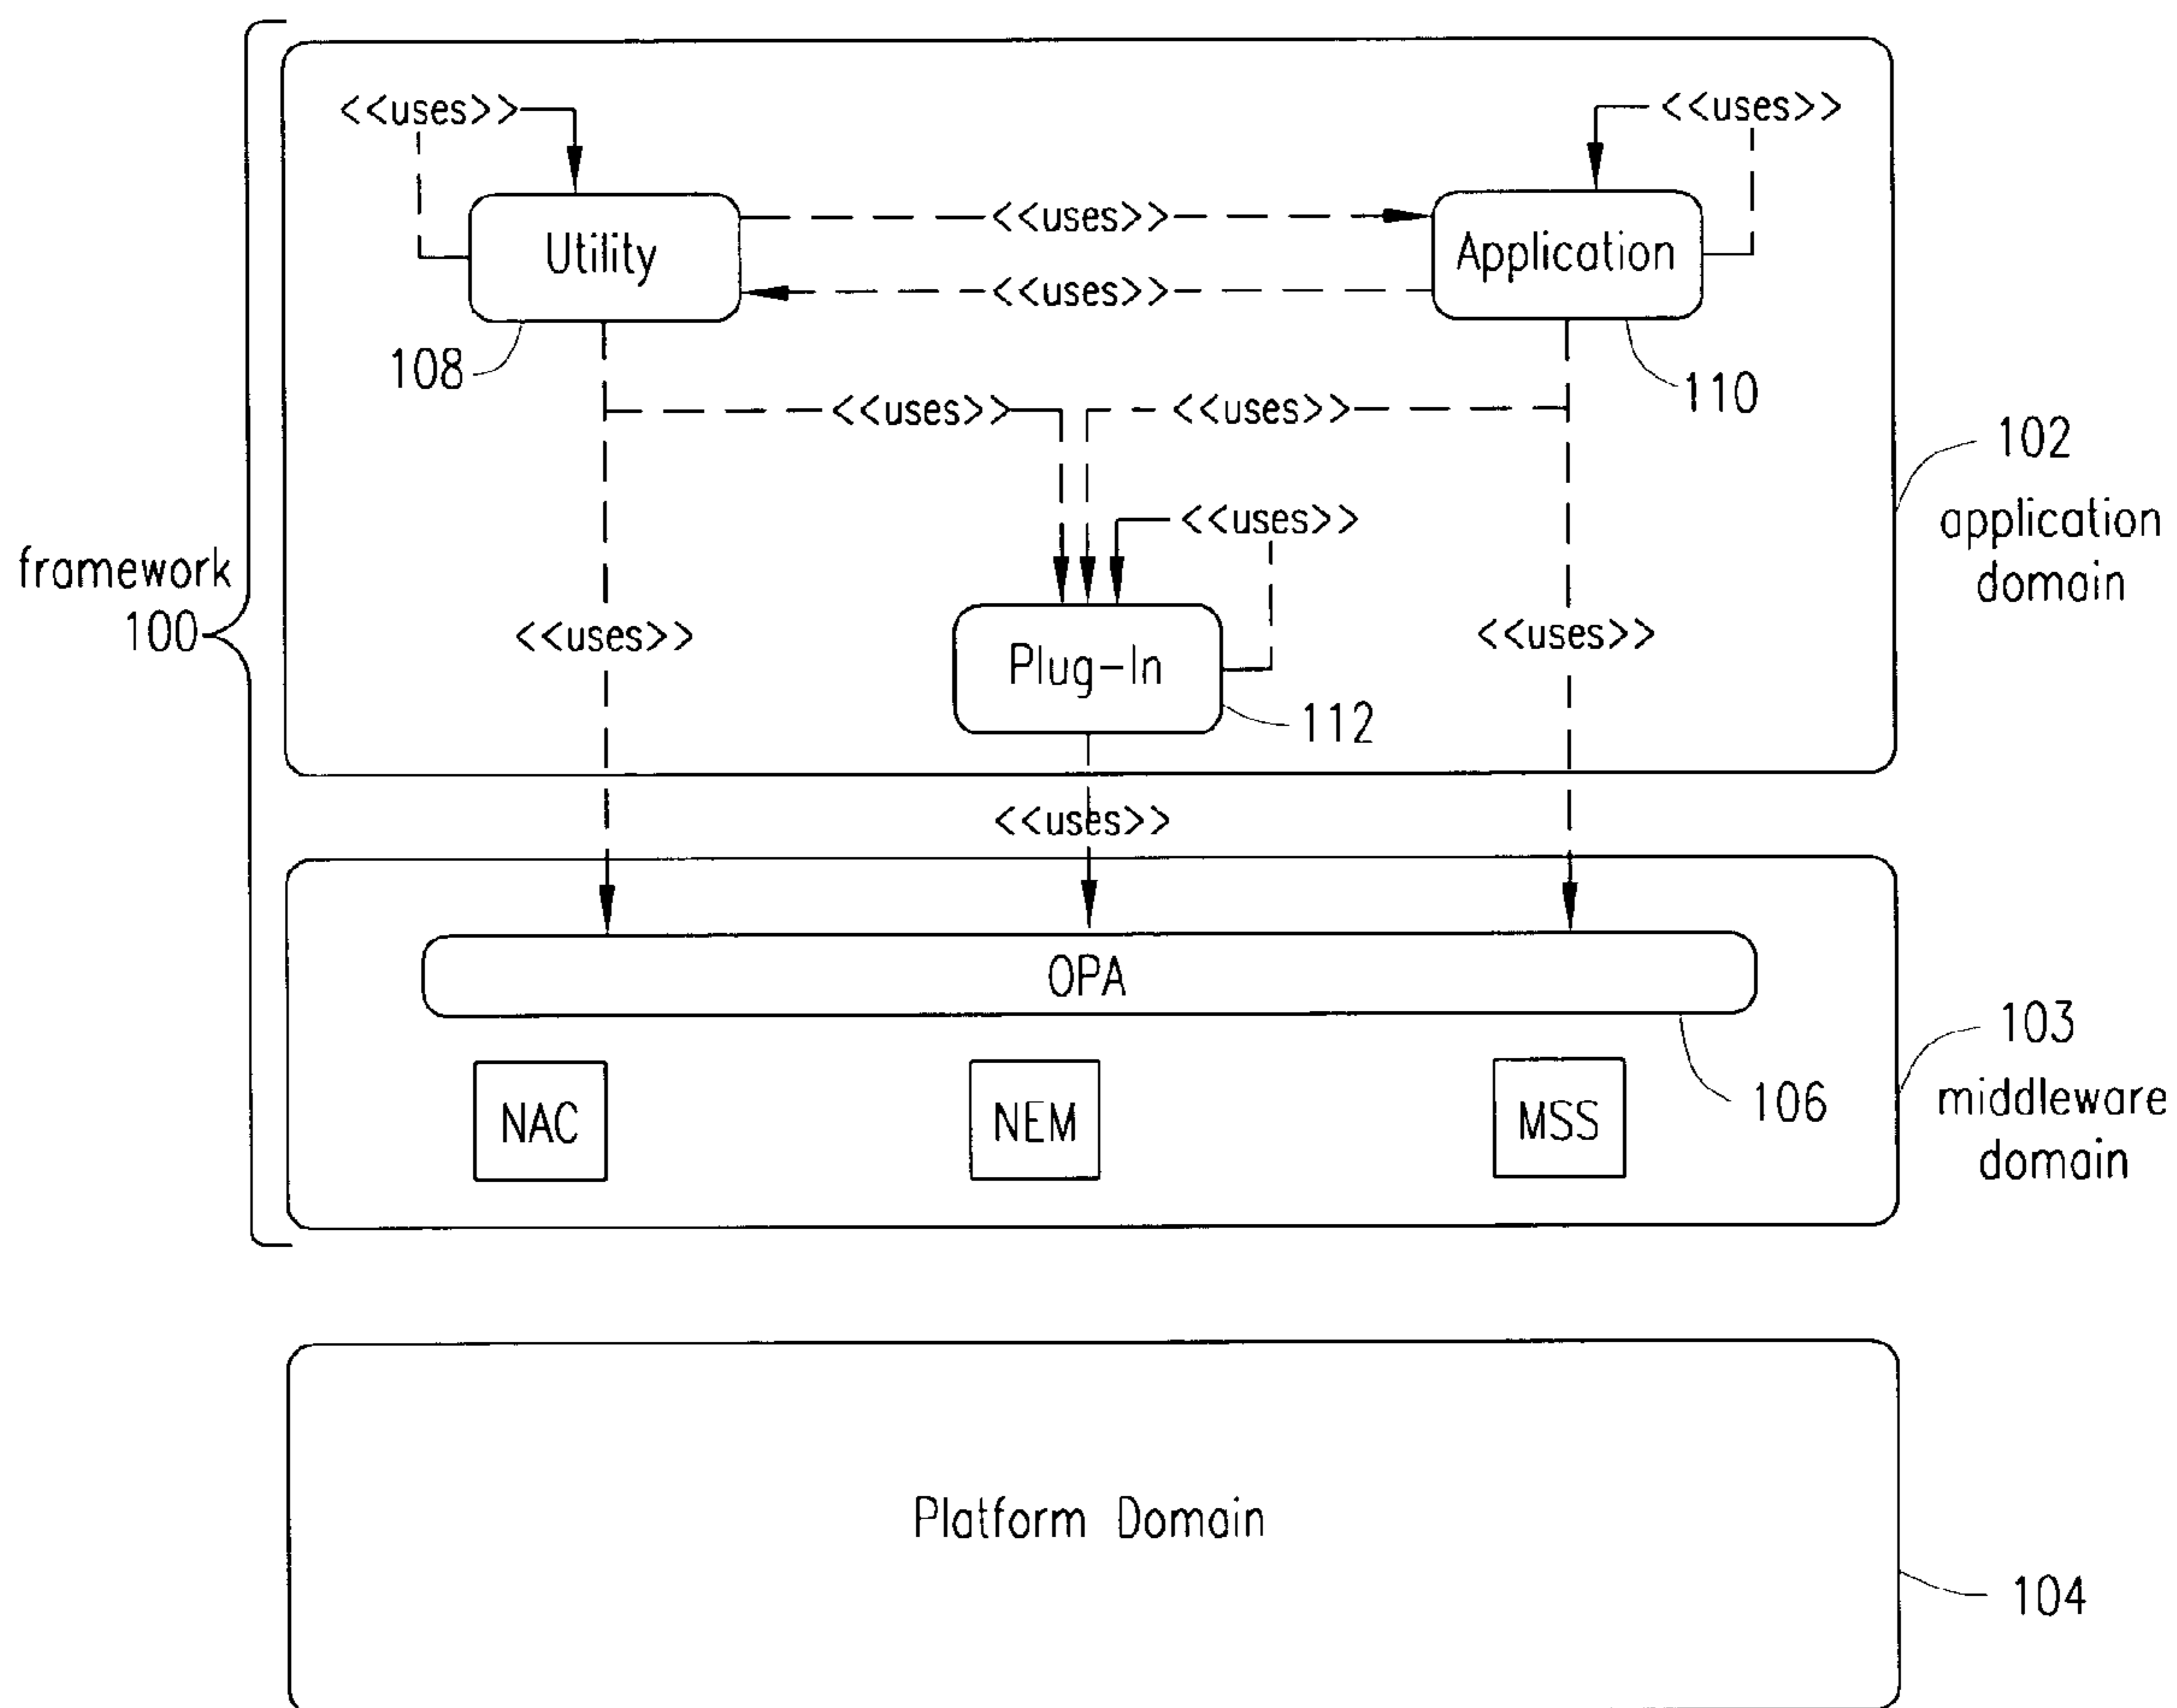 <<uses>>
<<uses>>
Utility
<<uses>>
Application
<<uses>>
108
110
<<uses>>
<<uses>>
102
application
domain
<<uses>>
framework
100
<<uses>>
<<uses>>
Plug-In
112
<<uses>>
OPA
103
middleware
domain
106
NAC
NEM
MSS
Platform Domain
104